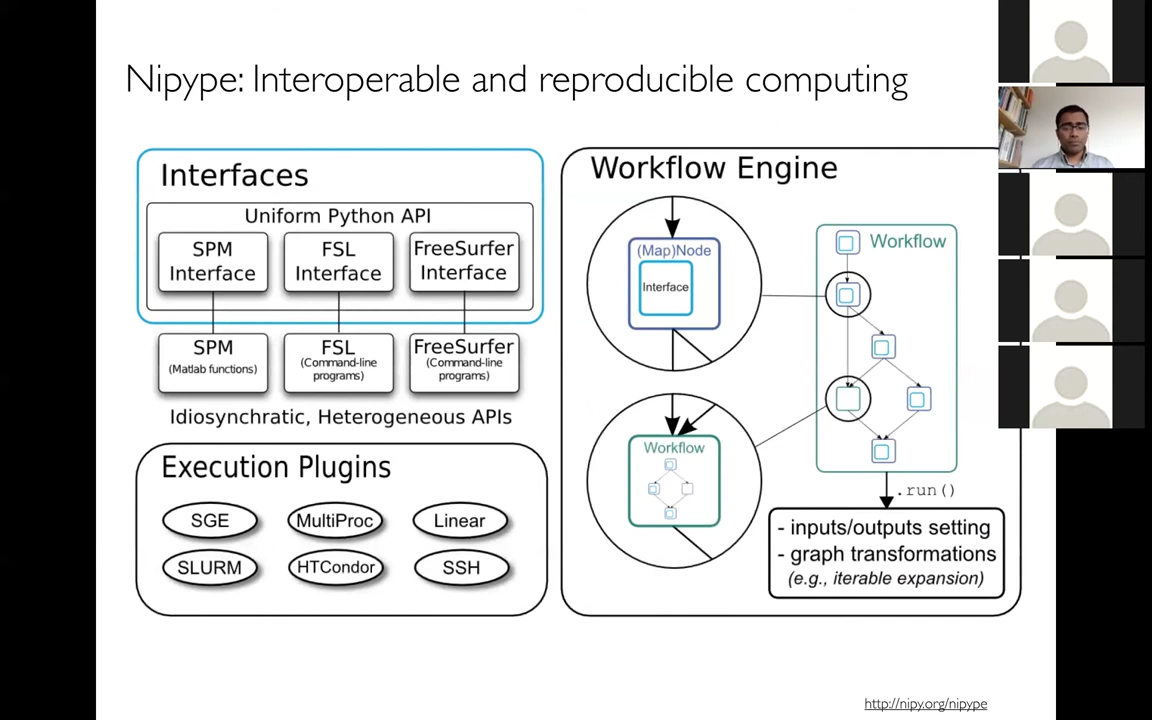 Nipype: Interoperable and reproducible computing
Interfaces
Uniform Python API
SPM
Interface
FSL
Interface
FreeSurfer
Interface
SPM
(Matlab functions)
FSL
(Command-line
programs)
FreeSurfer
(Command-line
programs)
Idiosynchratic, Heterogeneous APIs
Execution Plugins
SGE
MultiProc
Linear
SLURM
HTCondor
SSH
Workflow Engine
(Map)Node
Interface
Workflow
Workflow
.run()
- inputs/outputs setting
- graph transformations
(e.g., iterable expansion)
http://nipy.org/nipype